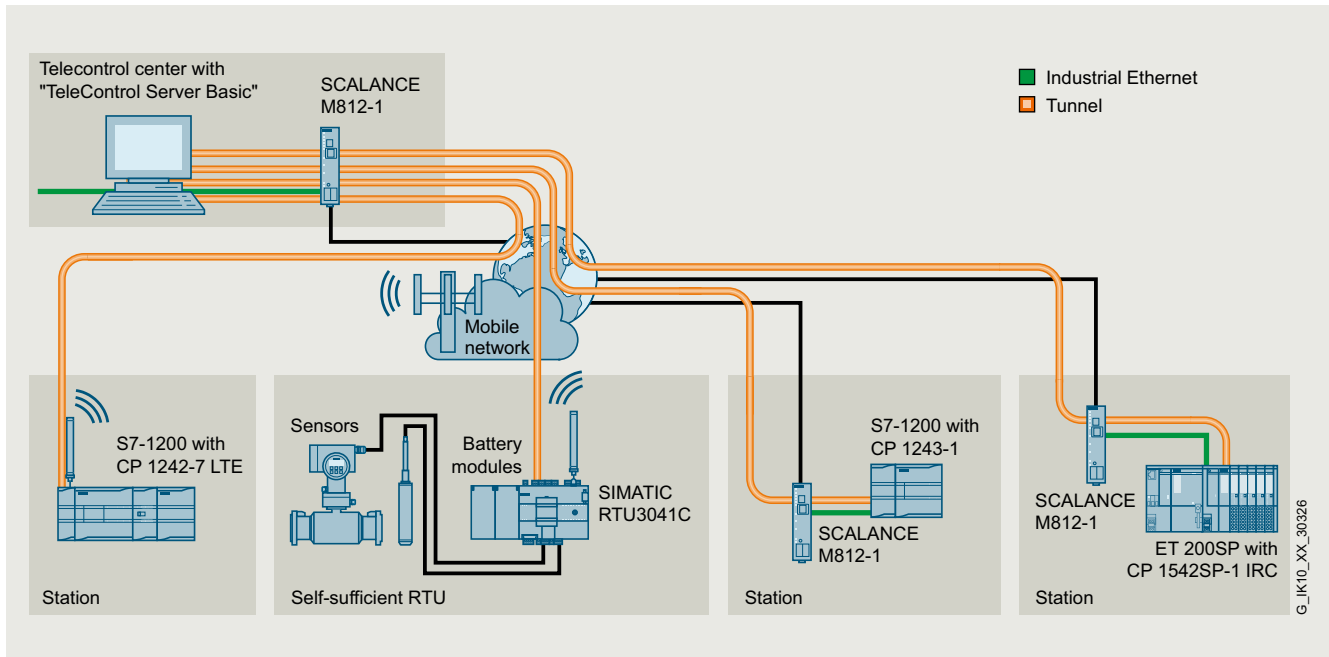 Telecontrol center with
"TeleControl Server Basic"
SCALANCE
M812-1
Industrial Ethernet
Tunnel
Mobile
network
S7-1200 with
CP 1242-7 LTE
Station
Sensors
Battery
modules
SIMATIC
RTU3041C
Self-sufficient RTU
S7-1200 with
CP 1243-1
SCALANCE
M812-1
Station
SCALANCE
M812-1
ET 200SP with
CP 1542SP-1 IRC
Station
G_IK10_XX_30326